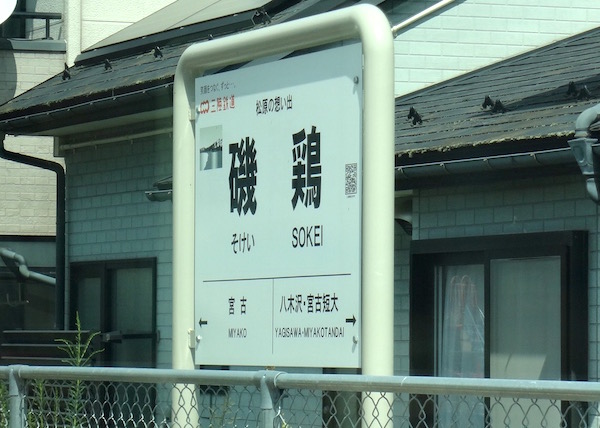 三陸鉄道
松原の想い出
磯鶏
そけい SOKEI
宮古
MIYAKO
八木沢・宮古短大
YAGISAWA-MIYAKOTANDAI